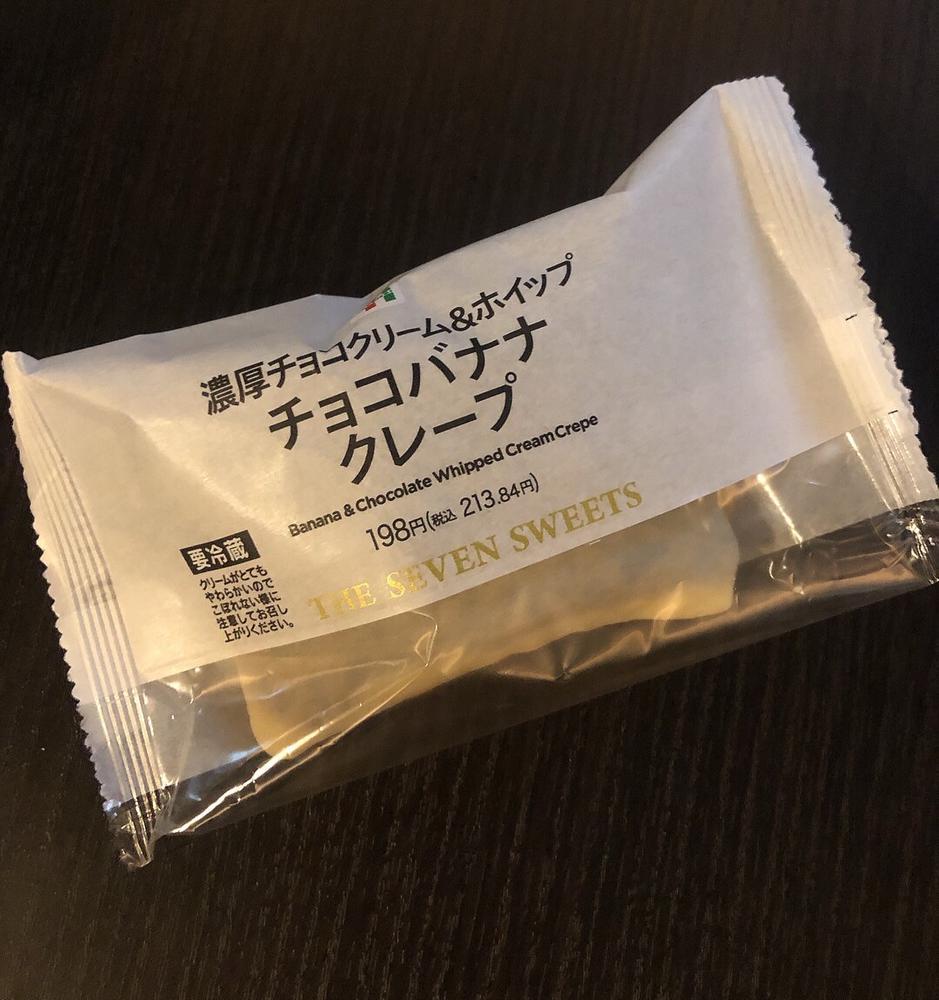 濃厚チョコクリーム&ホイップ
チョコバナナ
クレープ
Banana & Chocolate Whipped Cream Crepe
198円(税込 213.84円)
THE SEVEN SWEETS
要冷蔵
クリームがとても
やわらかいので
こぼれない様に
注意してお召し
上がりください。